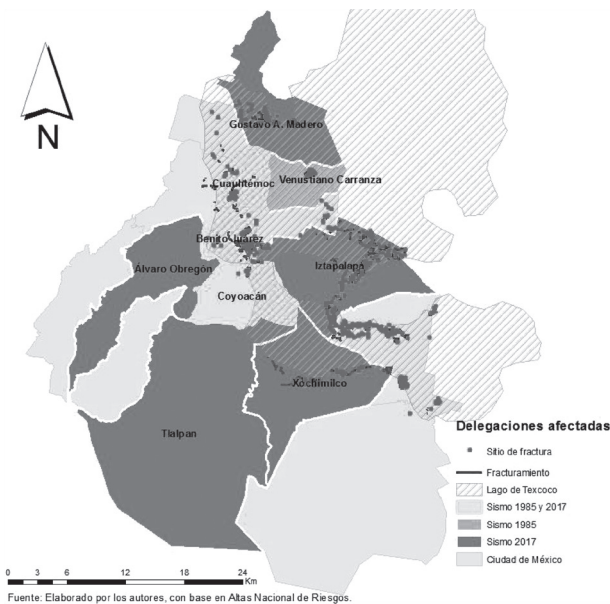 N
Gustavo A. Madero
Cuauhtémoc
Venustiano Carranza
Benito Juárez
Álvaro Obregón
Iztapalapa
Coyoacán
Xochimilco
Tlalpan
Delegaciones afectadas
Sitio de fractura
Fracturamiento
Lago de Texcoco
Sismo 1985 y 2017
Sismo 1985
Sismo 2017
Ciudad de México
0 3 6 12 18 24
Km
Fuente: Elaborado por los autores, con base en Altas Nacional de Riesgos.